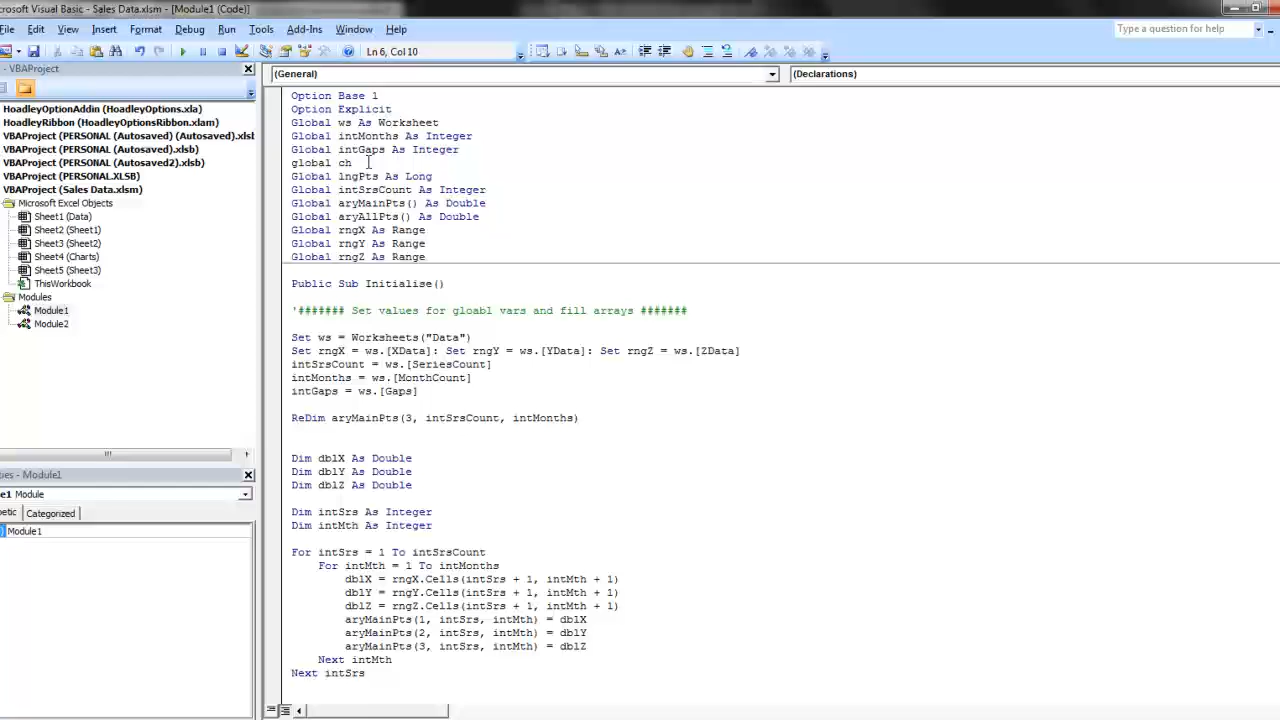 Microsoft Visual Basic - Sales Data.xlsm - [Module1 (Code)]
File Edit View Insert Format Debug Run Tools Add-Ins Window Help
Type a question for help
Ln 6, Col 10
- VBAProject
(General)
(Declarations)
HoadleyOptionAddin (HoadleyOptions.xla)
HoadleyRibbon (HoadleyOptionsRibbon.xlam)
VBAProject (PERSONAL (Autosaved) (Autosaved).xlsb
VBAProject (PERSONAL (Autosaved).xlsb)
VBAProject (PERSONAL (Autosaved2).xlsb)
VBAProject (PERSONAL.XLSB)
VBAProject (Sales Data.xlsm)
Microsoft Excel Objects
Sheet1 (Data)
Sheet2 (Sheet1)
Sheet3 (Sheet2)
Sheet4 (Charts)
Sheet5 (Sheet3)
ThisWorkbook
Modules
Module1
Module2
ies - Module1
le1 Module
etic Categorized
) Module1
Option Base 1
Option Explicit
Global ws As Worksheet
Global intMonths As Integer
Global intGaps As Integer
global ch
Global lngPts As Long
Global intSrsCount As Integer
Global aryMainPts() As Double
Global aryAllPts() As Double
Global rngX As Range
Global rngY As Range
Global rngZ As Range
Public Sub Initialise()
'####### Set values for gloabl vars and fill arrays #######
Set ws = Worksheets("Data")
Set rngX = ws.[XData]: Set rngY = ws.[YData]: Set rngZ = ws.[ZData]
intSrsCount = ws.[SeriesCount]
intMonths = ws.[MonthCount]
intGaps = ws.[Gaps]
ReDim aryMainPts(3, intSrsCount, intMonths)
Dim dblX As Double
Dim dblY As Double
Dim dblZ As Double
Dim intSrs As Integer
Dim intMth As Integer
For intSrs = 1 To intSrsCount
For intMth = 1 To intMonths
dblX = rngX.Cells(intSrs + 1, intMth + 1)
dblY = rngY.Cells(intSrs + 1, intMth + 1)
dblZ = rngZ.Cells(intSrs + 1, intMth + 1)
aryMainPts(1, intSrs, intMth) = dblX
aryMainPts(2, intSrs, intMth) = dblY
aryMainPts(3, intSrs, intMth) = dblZ
Next intMth
Next intSrs